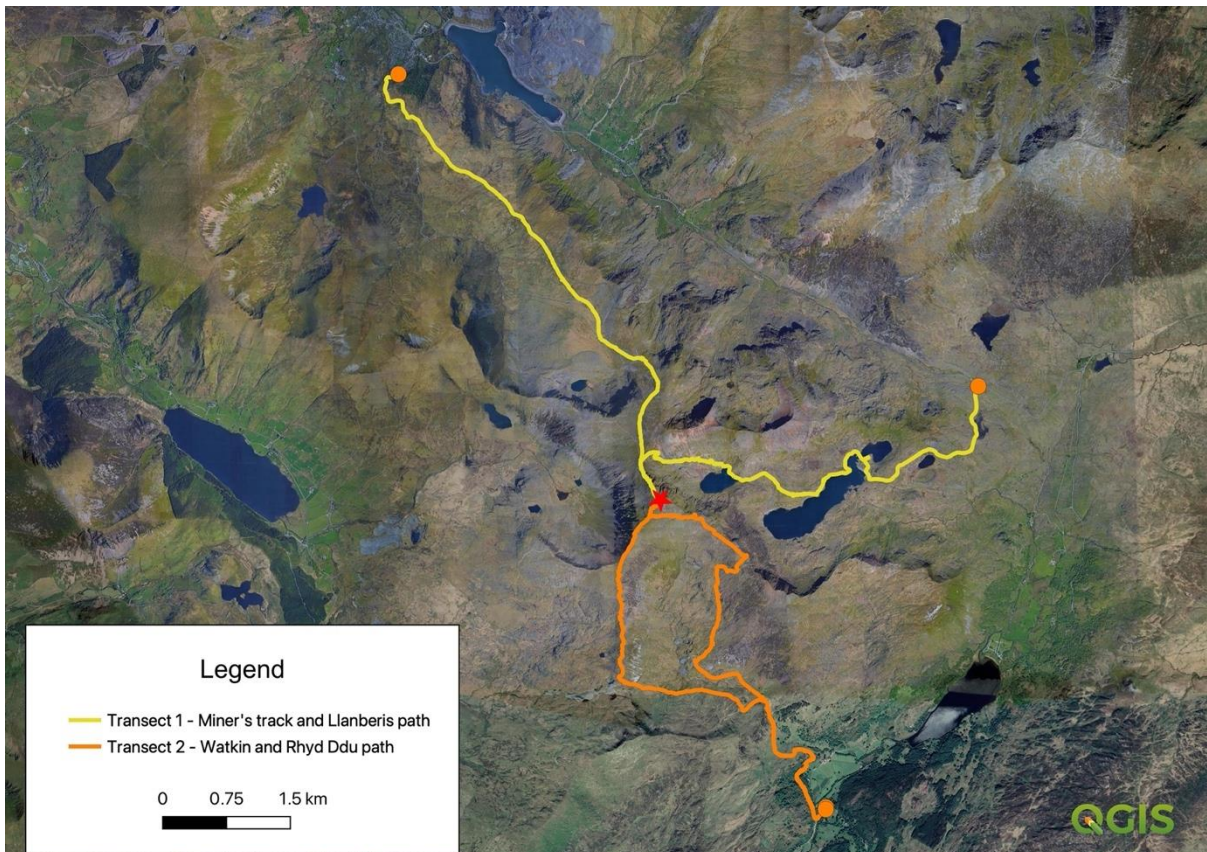 Legend
Transect 1 - Miner's track and Llanberis path
Transect 2 - Watkin and Rhyd Ddu path
0 0.75 1.5 km
QGIS